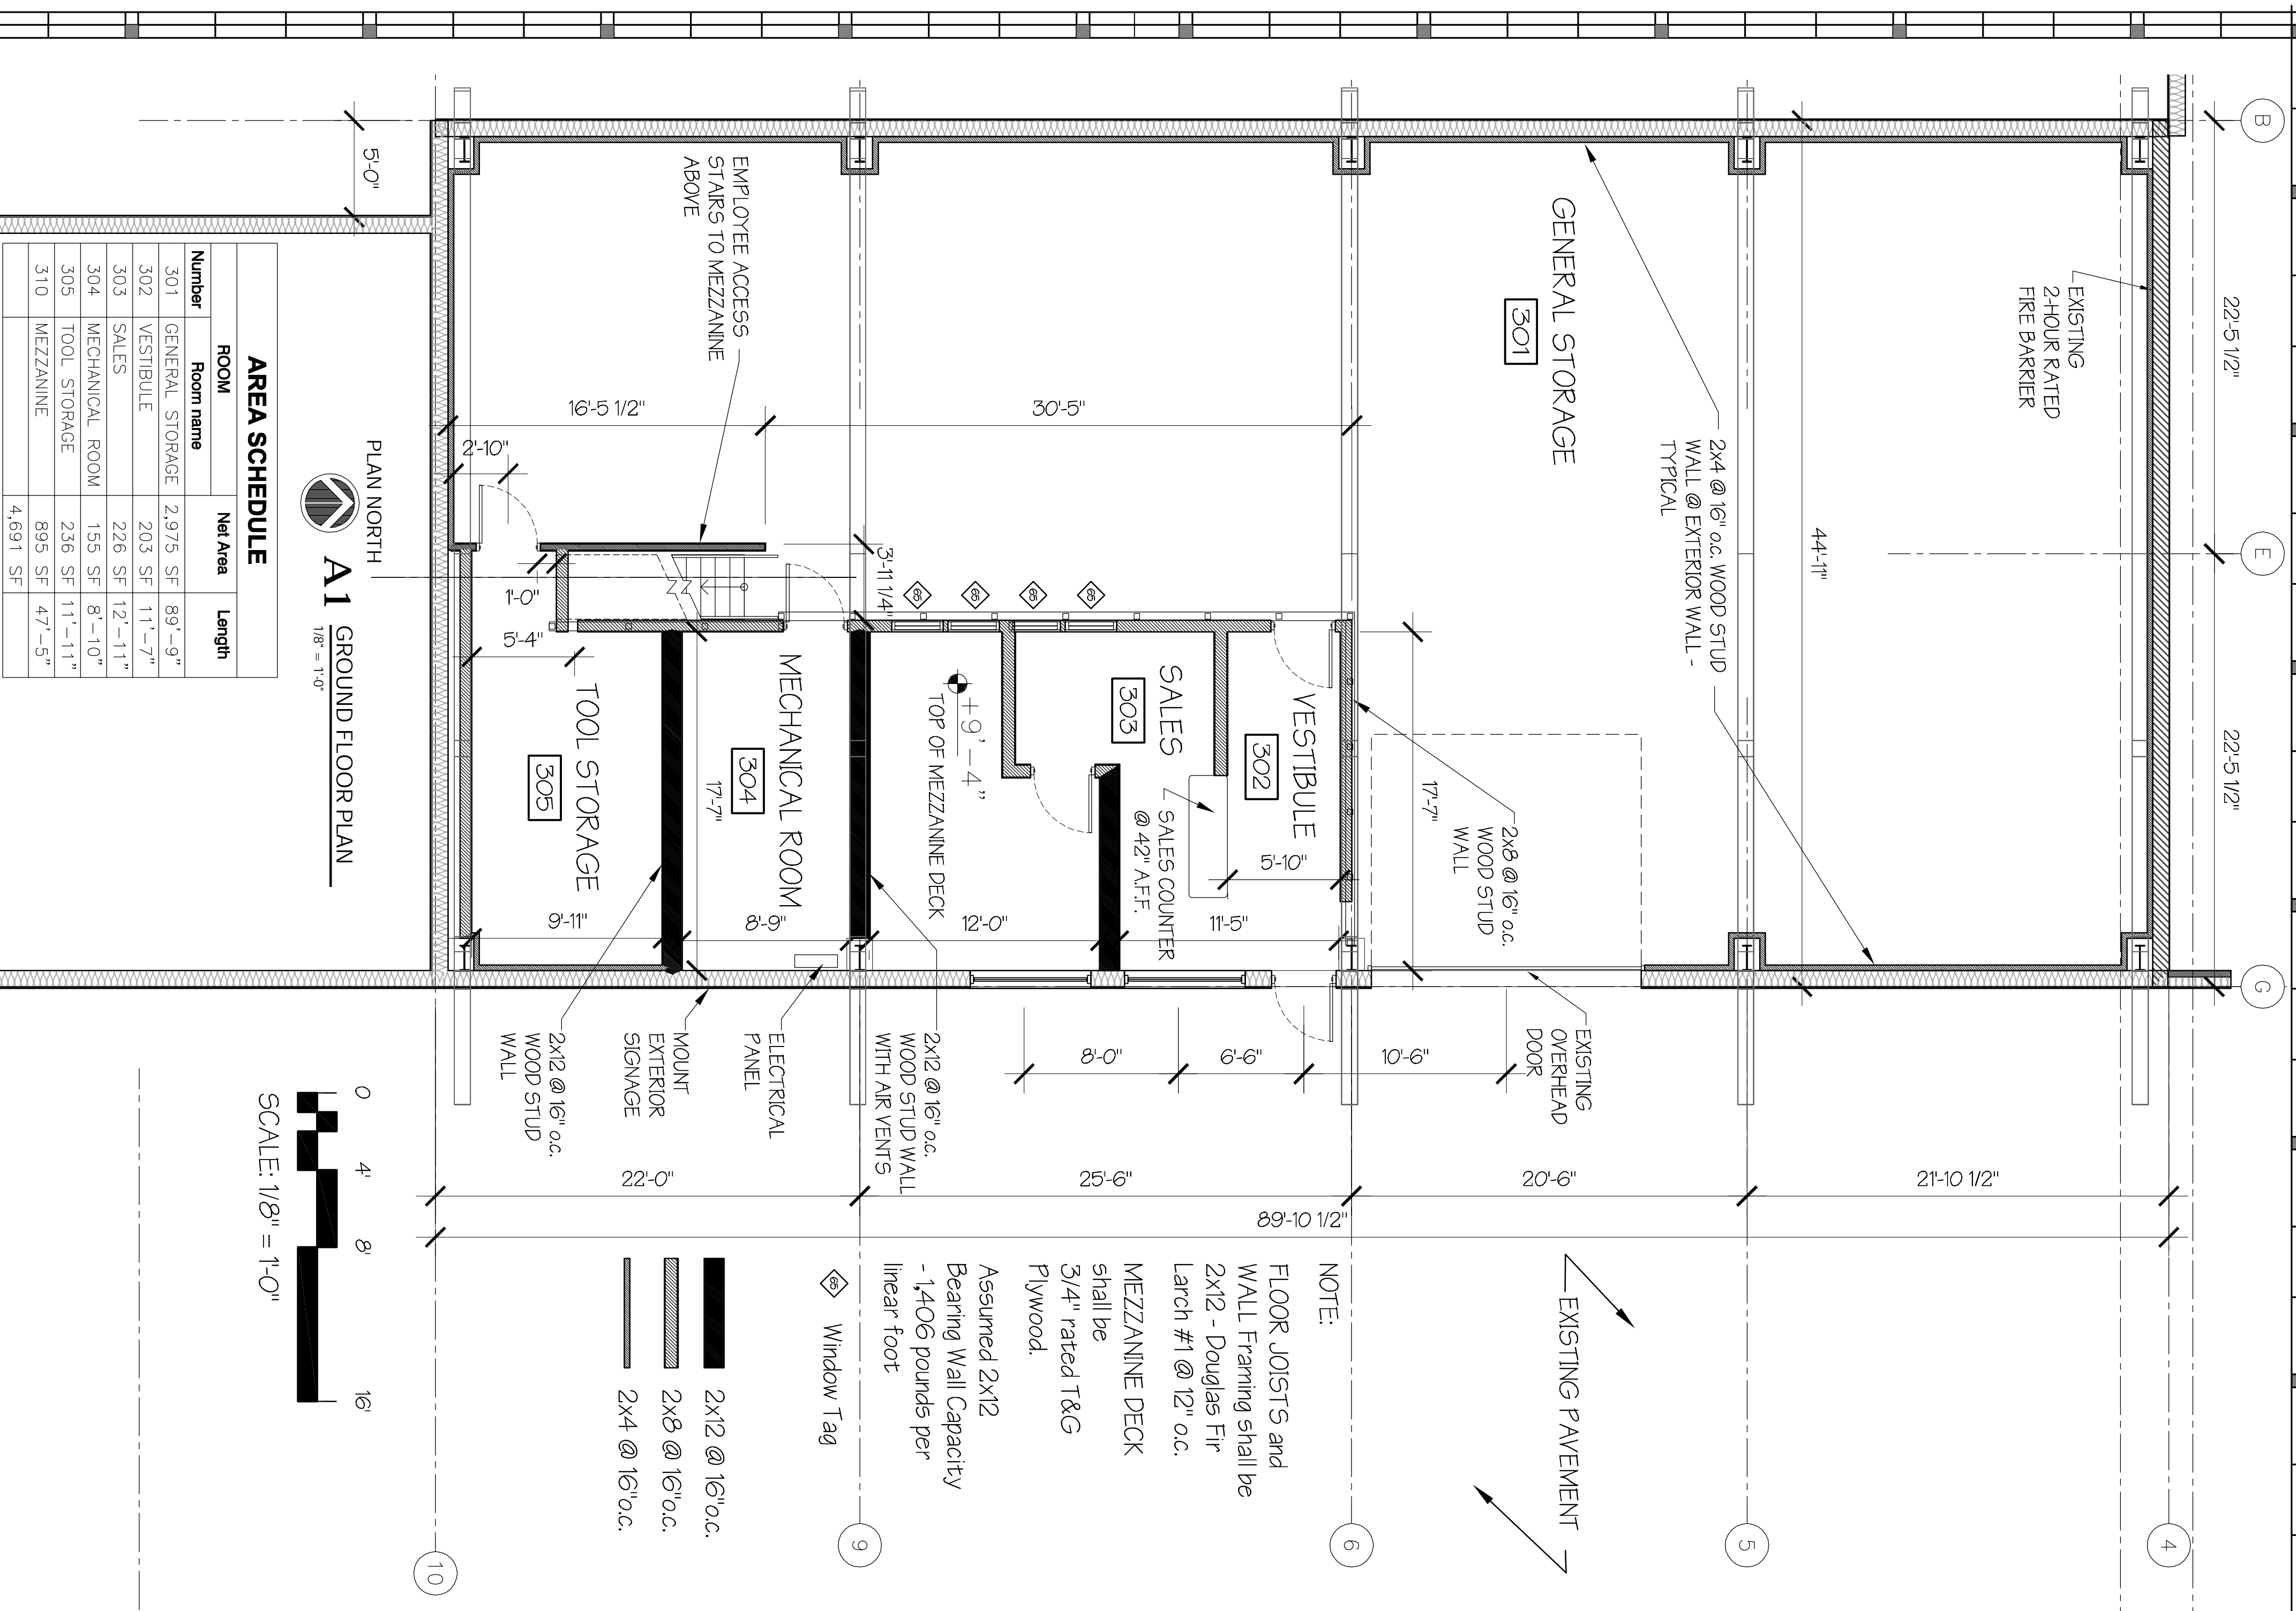 B
E
G
22'-5 1/2"
22'-5 1/2"
EXISTING
2-HOUR RATED
FIRE BARRIER
44'-11"
2x4 @ 16" o.c. WOOD STUD
WALL @ EXTERIOR WALL -
TYPICAL
GENERAL STORAGE
301
EXISTING PAVEMENT
EXISTING
OVERHEAD
DOOR
2x8 @ 16" o.c.
WOOD STUD
WALL
17'-7"
10'-6"
6'-6"
8'-0"
VESTIBULE
302
5'-10"
11'-5"
SALES
303
SALES COUNTER
@ 42" A.F.F.
12'-0"
+9'-4"
TOP OF MEZZANINE DECK
65
65
65
65
30'-5"
16'-5 1/2"
3'-11 1/4"
2'-10"
1'-0"
5'-4"
EMPLOYEE ACCESS
STAIRS TO MEZZANINE
ABOVE
MECHANICAL ROOM
304
17'-7"
8'-9"
TOOL STORAGE
305
9'-11"
2x12 @ 16" o.c.
WOOD STUD WALL
WITH AIR VENTS
ELECTRICAL
PANEL
MOUNT
EXTERIOR
SIGNAGE
2x12 @ 16" o.c.
WOOD STUD
WALL
21'-10 1/2"
20'-6"
25'-6"
22'-0"
89'-10 1/2"
4
5
6
9
10
5'-0"
NOTE:
FLOOR JOISTS and
WALL Framing shall be
2x12 - Douglas Fir
Larch #1 @ 12" o.c.
MEZZANINE DECK
shall be
3/4" rated T&G
Plywood.
Assumed 2x12
Bearing Wall Capacity
- 1,406 pounds per
linear foot
65 Window Tag
2x12 @ 16"o.c.
2x8 @ 16"o.c.
2x4 @ 16"o.c.
PLAN NORTH
A1 GROUND FLOOR PLAN
1/8" = 1'-0"
0 4' 8' 16'
SCALE: 1/8" = 1'-0"
AREA SCHEDULE
ROOM Net Area Length
Number Room name
301 GENERAL STORAGE 2,975 SF 89'-9"
302 VESTIBULE 203 SF 11'-7"
303 SALES 226 SF 12'-11"
304 MECHANICAL ROOM 155 SF 8'-10"
305 TOOL STORAGE 236 SF 11'-11"
310 MEZZANINE 895 SF 47'-5"
4,691 SF